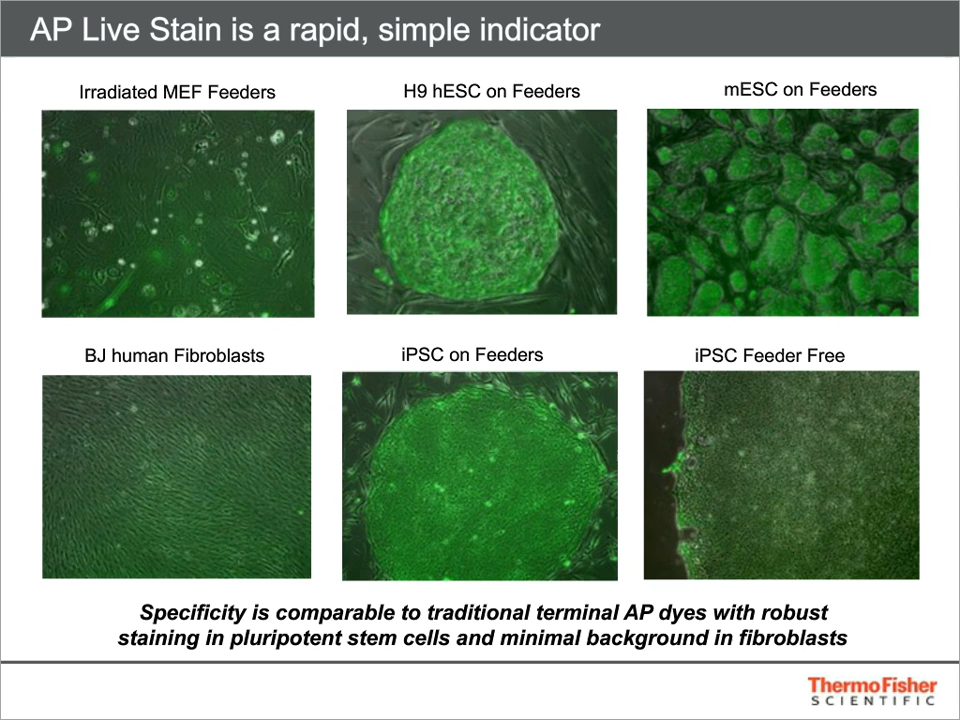 AP Live Stain is a rapid, simple indicator
Irradiated MEF Feeders
H9 hESC on Feeders
mESC on Feeders
BJ human Fibroblasts
iPSC on Feeders
iPSC Feeder Free
Specificity is comparable to traditional terminal AP dyes with robust
staining in pluripotent stem cells and minimal background in fibroblasts
ThermoFisher
SCIENTIFIC